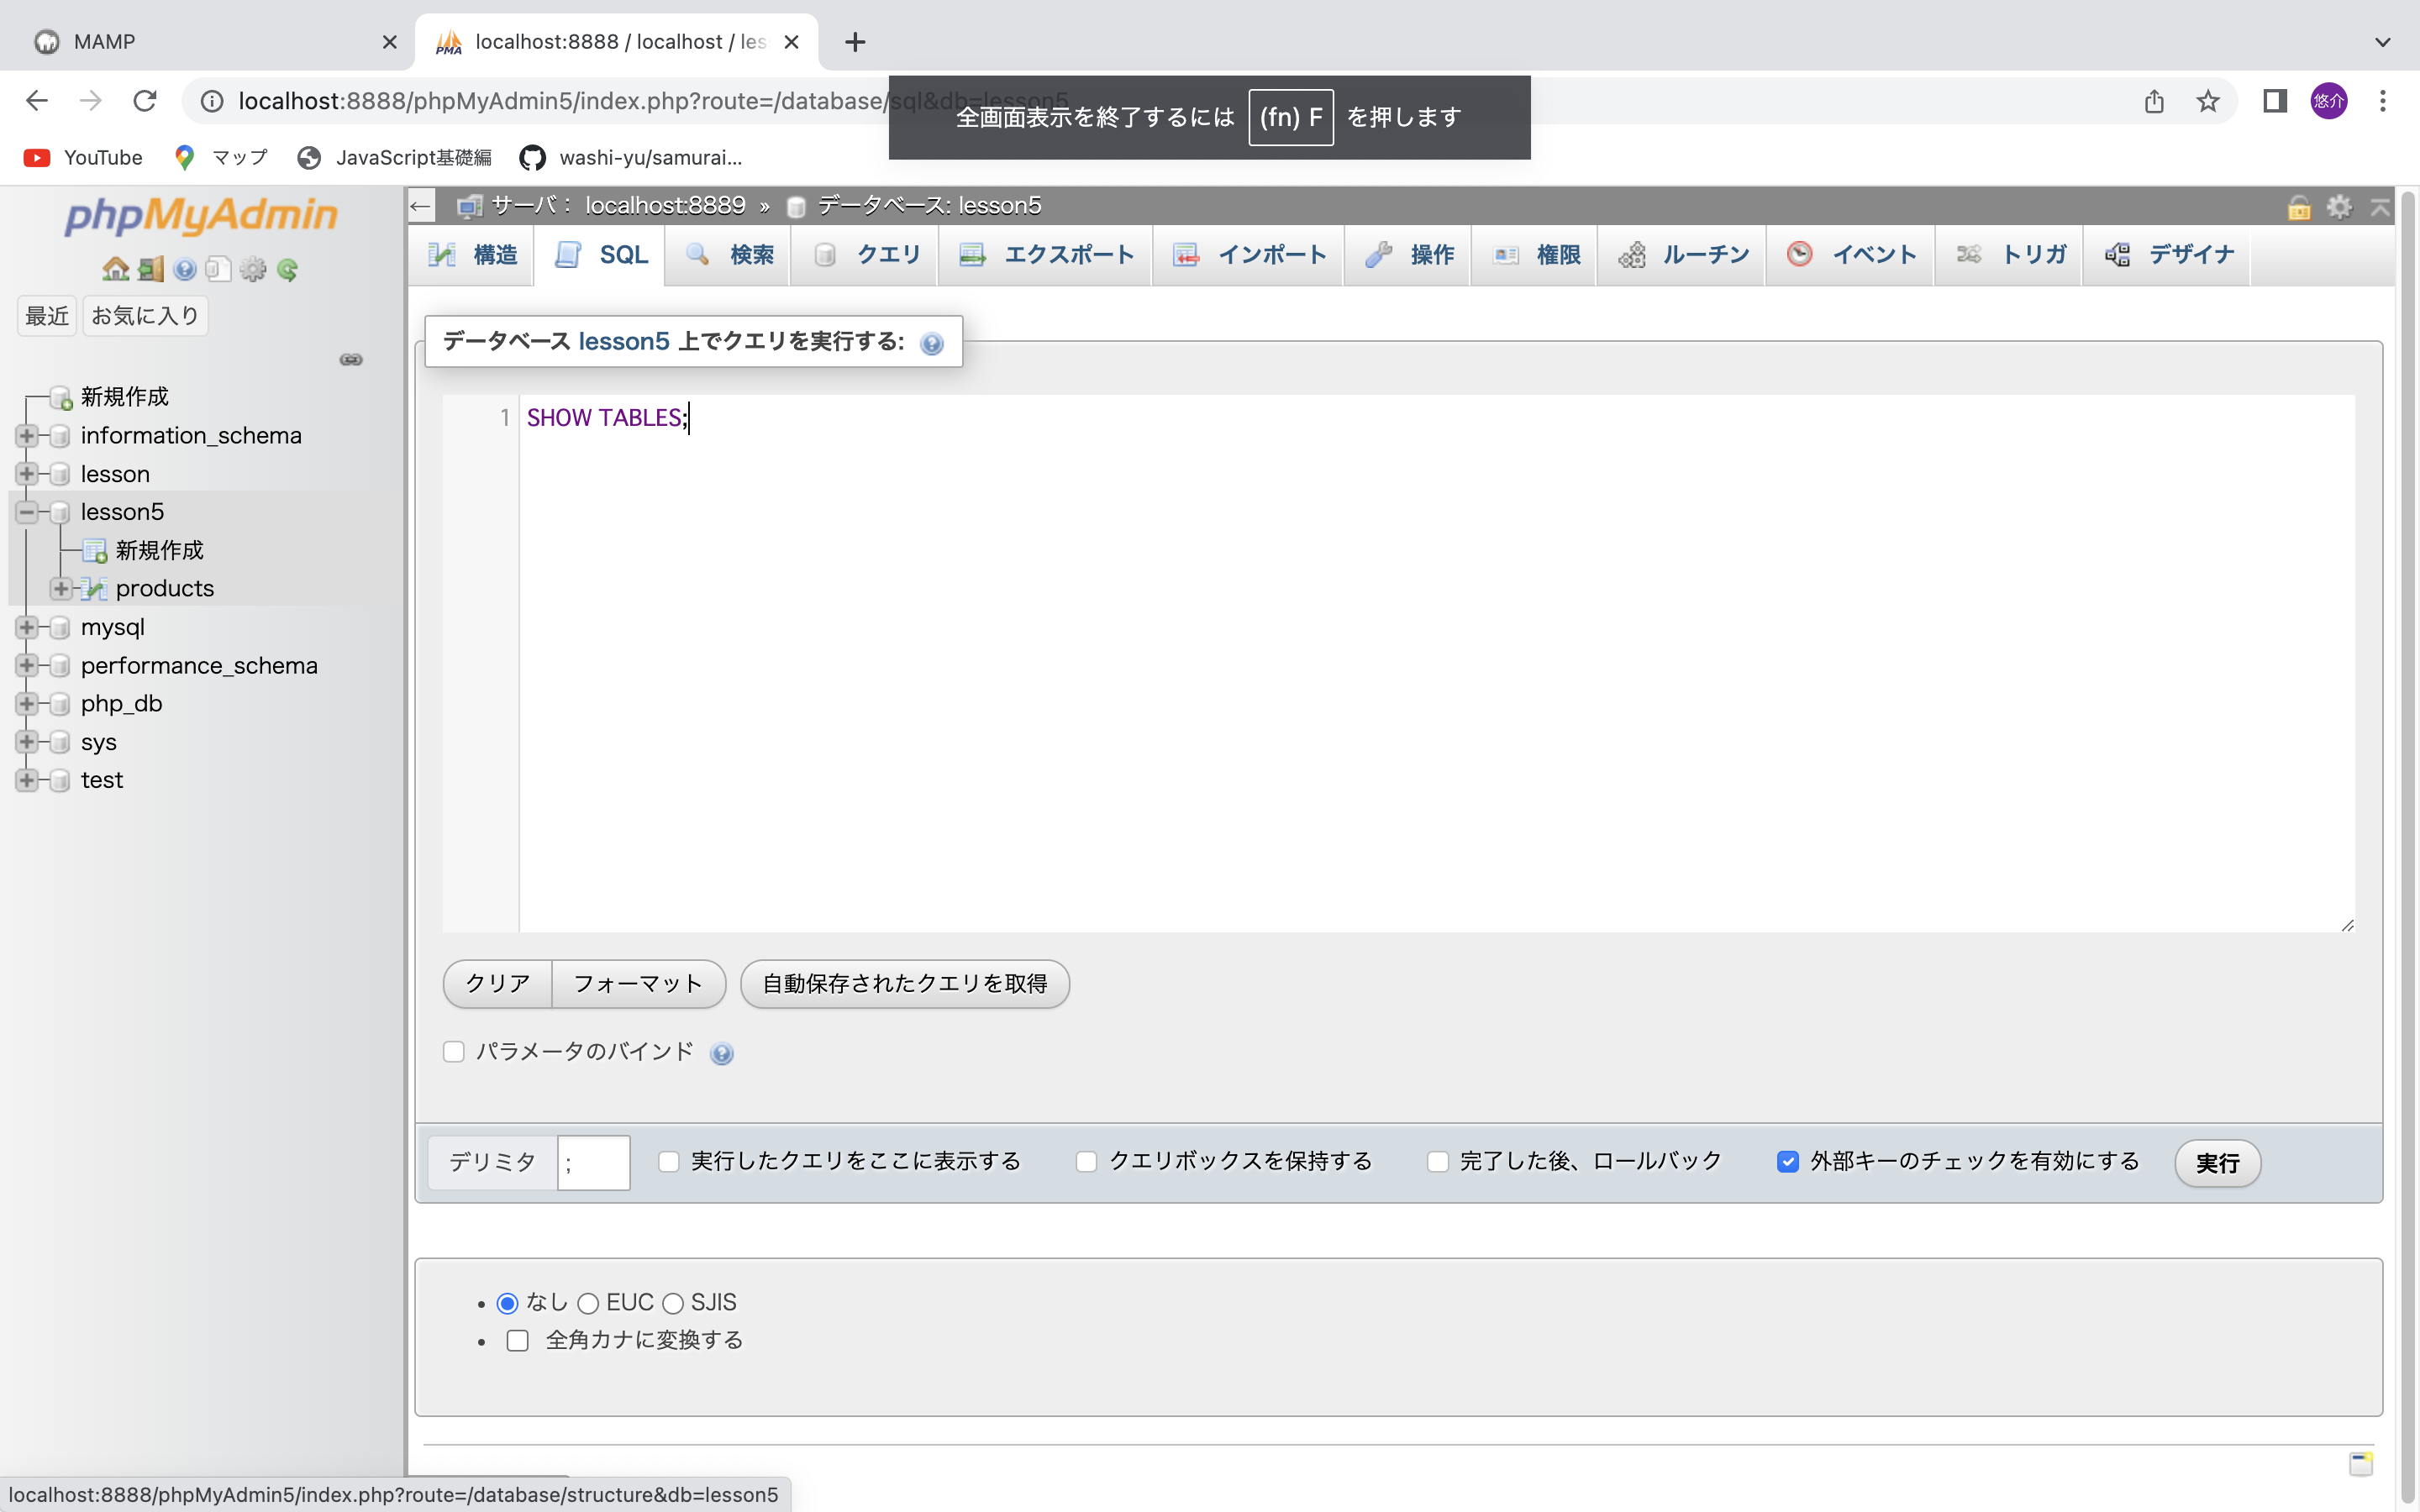 MAMP
localhost:8888 / localhost / les
localhost:8888/phpMyAdmin5/index.php?route=/database/sql&db=lesson5
全画面表示を終了するには (fn) F を押します
悠介
YouTube
マップ
JavaScript基礎編
washi-yu/samurai...
phpMyAdmin
最近
お気に入り
新規作成
information_schema
lesson
lesson5
新規作成
products
mysql
performance_schema
php_db
sys
test
サーバ： localhost:8889 » データベース: lesson5
構造
SQL
検索
クエリ
エクスポート
インポート
操作
権限
ルーチン
イベント
トリガ
デザイナ
データベース lesson5 上でクエリを実行する:
1 SHOW TABLES;
クリア
フォーマット
自動保存されたクエリを取得
パラメータのバインド
デリミタ ;
実行したクエリをここに表示する
クエリボックスを保持する
完了した後、ロールバック
外部キーのチェックを有効にする
実行
なし EUC SJIS
全角カナに変換する
localhost:8888/phpMyAdmin5/index.php?route=/database/structure&db=lesson5